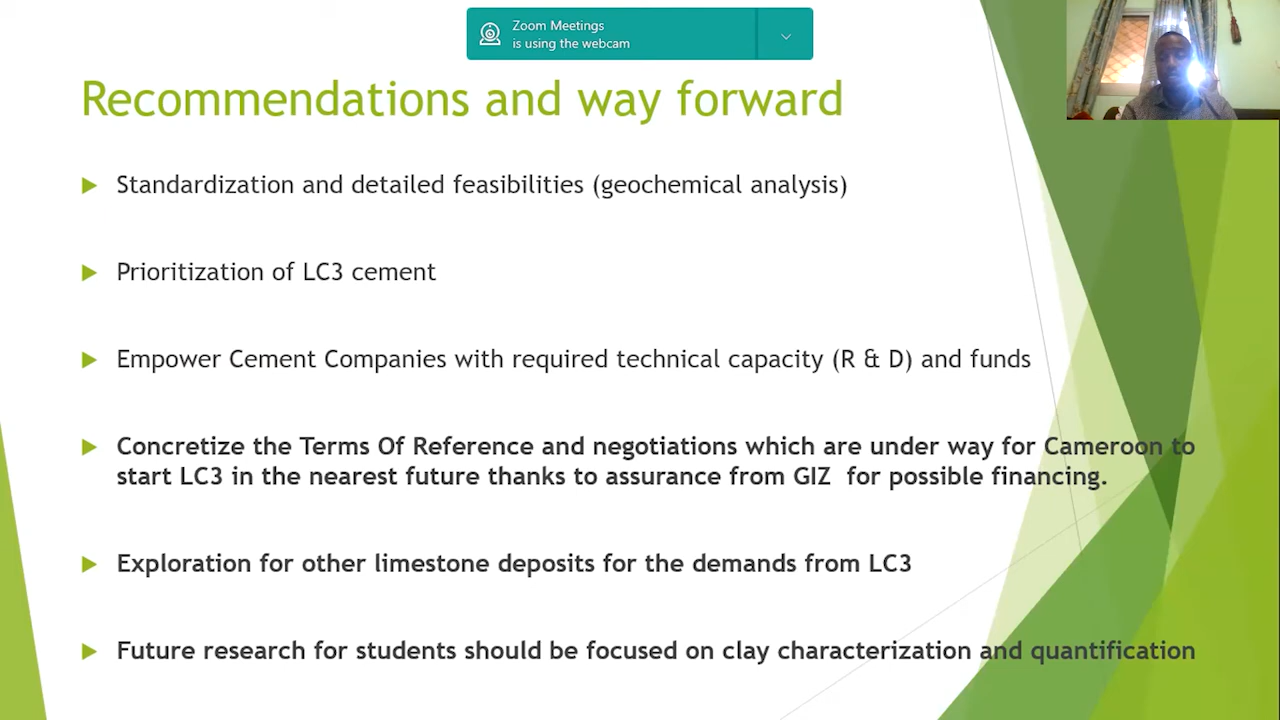 Zoom Meetings
is using the webcam
Recommendations and way forward
Standardization and detailed feasibilities (geochemical analysis)
Prioritization of LC3 cement
Empower Cement Companies with required technical capacity (R & D) and funds
Concretize the Terms Of Reference and negotiations which are under way for Cameroon to
start LC3 in the nearest future thanks to assurance from GIZ for possible financing.
Exploration for other limestone deposits for the demands from LC3
Future research for students should be focused on clay characterization and quantification